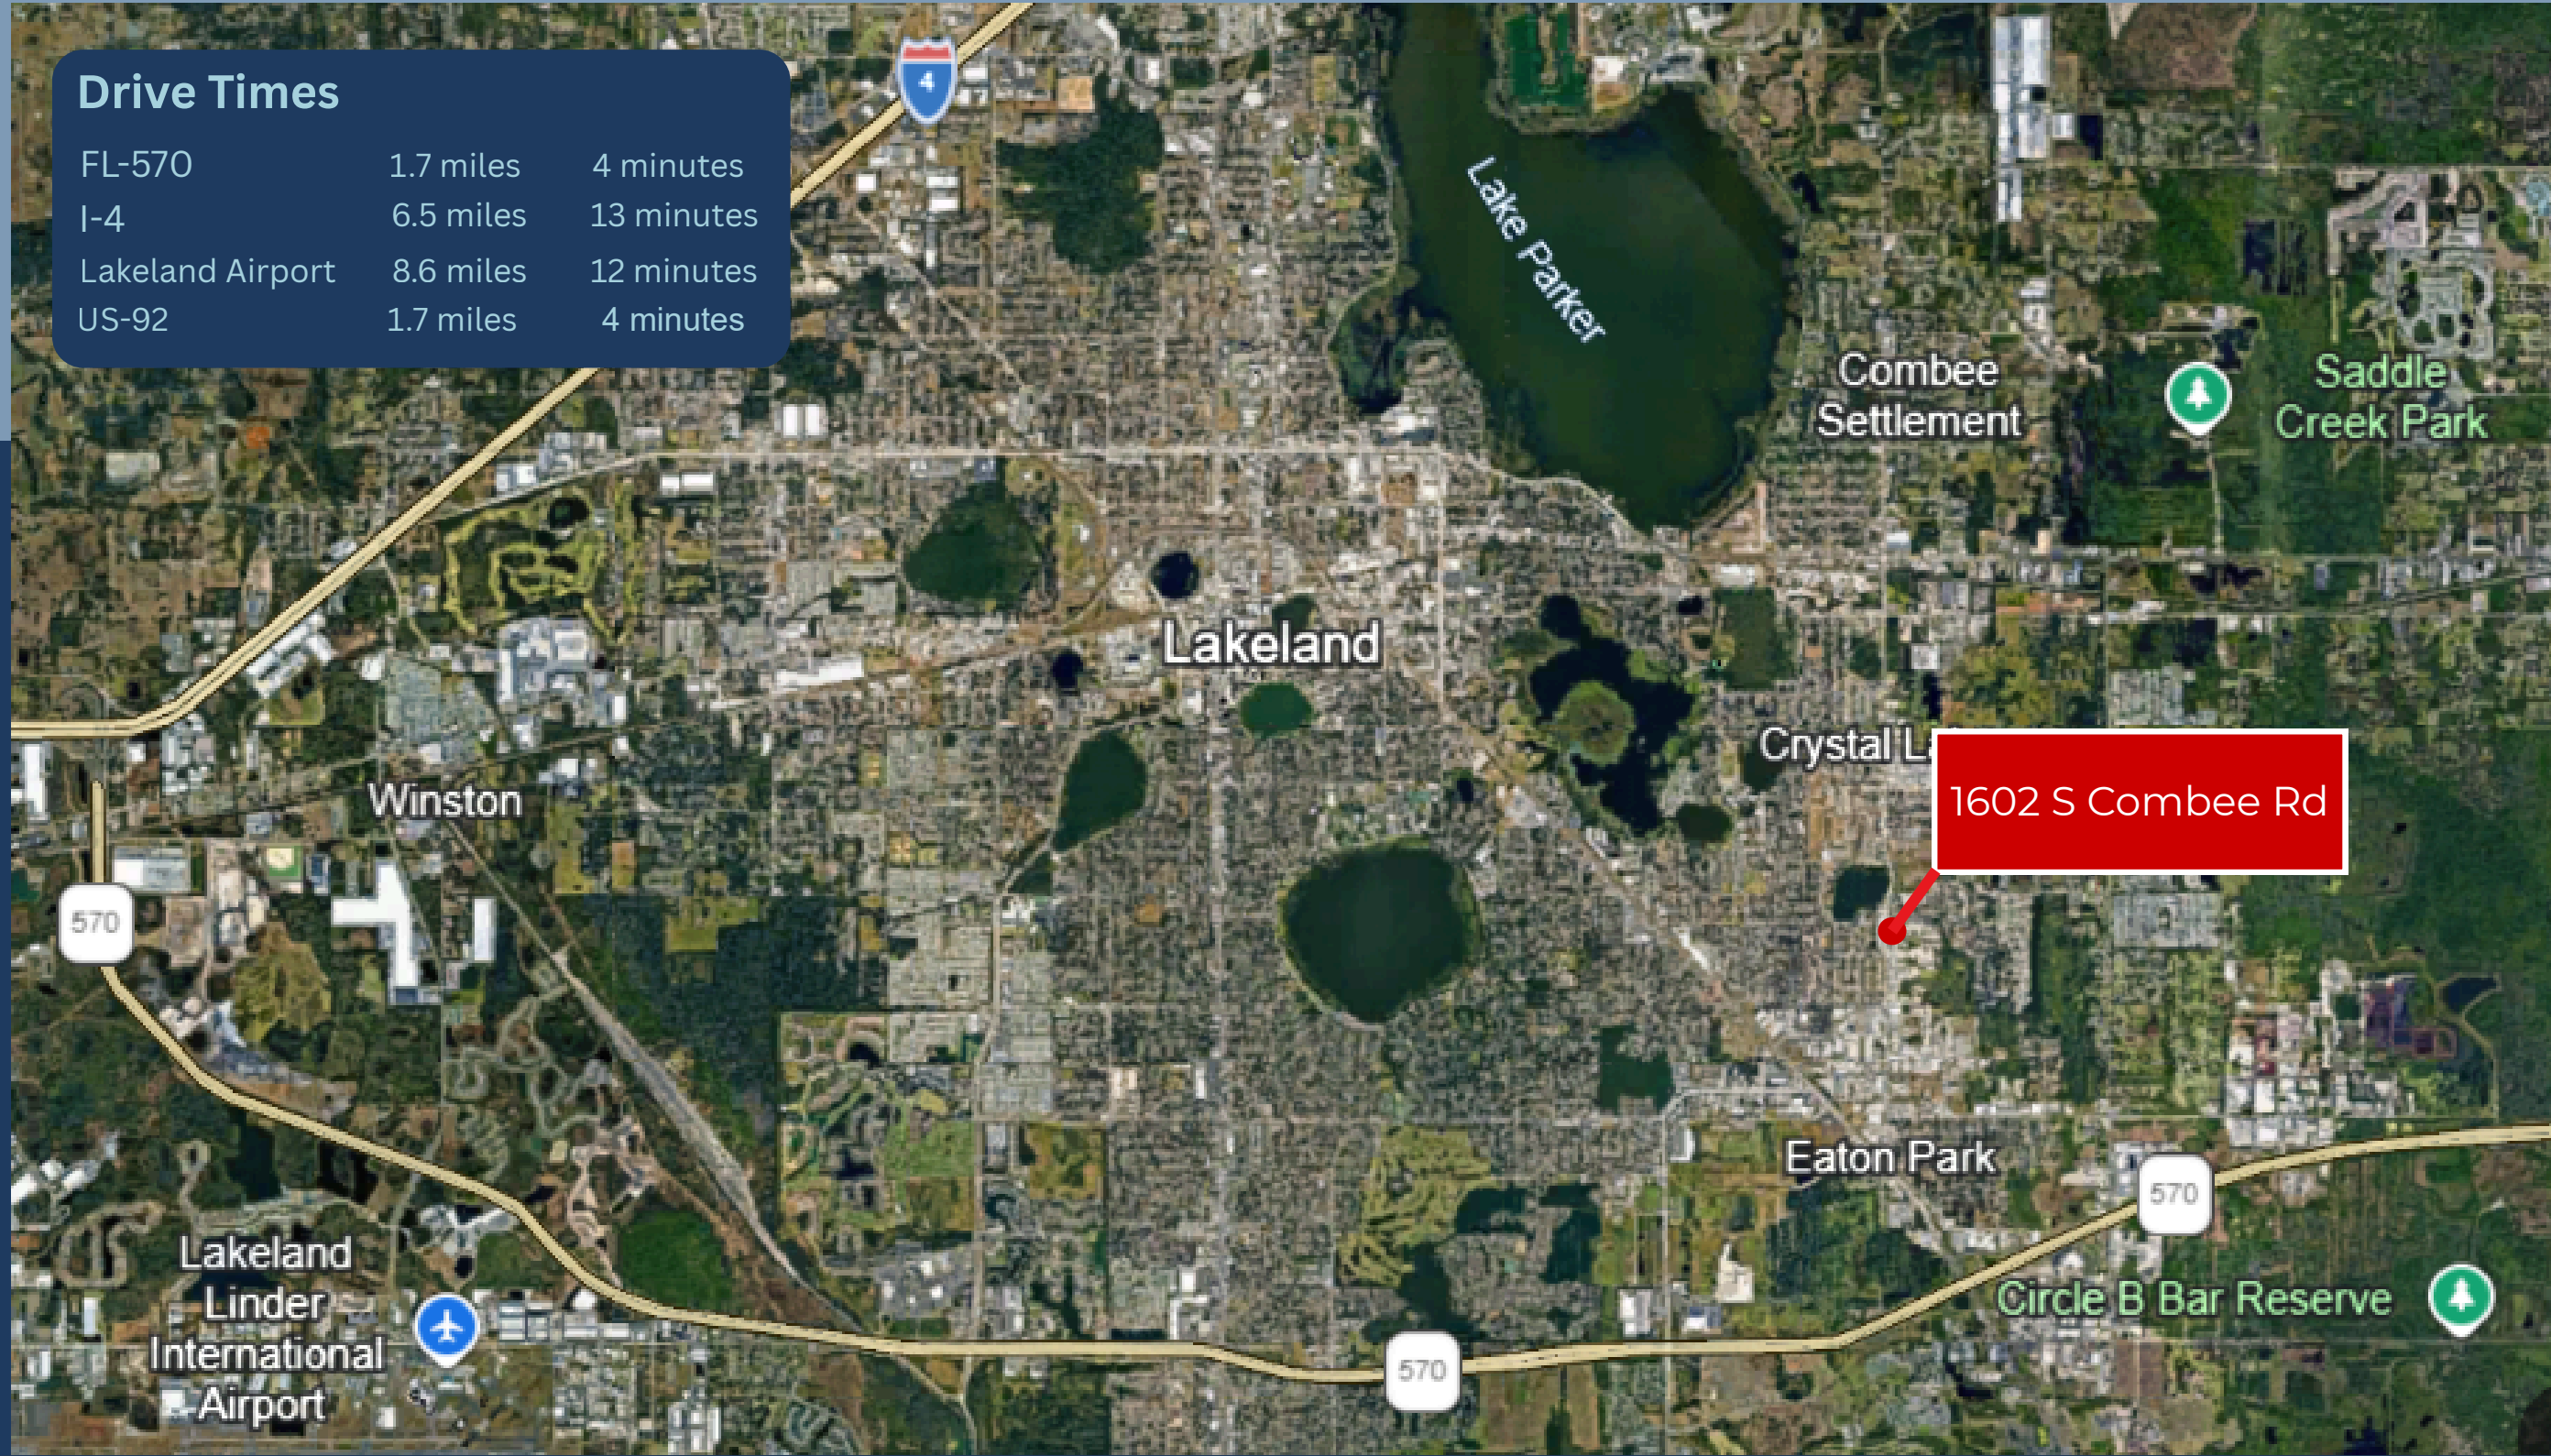 Drive Times
FL-570 1.7 miles 4 minutes
I-4 6.5 miles 13 minutes
Lakeland Airport 8.6 miles 12 minutes
US-92 1.7 miles 4 minutes
4
Lake Parker
Combee
Settlement
Saddle
Creek Park
Lakeland
Crystal
1602 S Combee Rd
Winston
570
Eaton Park
570
Lakeland
Linder
International
Airport
Circle B Bar Reserve
570